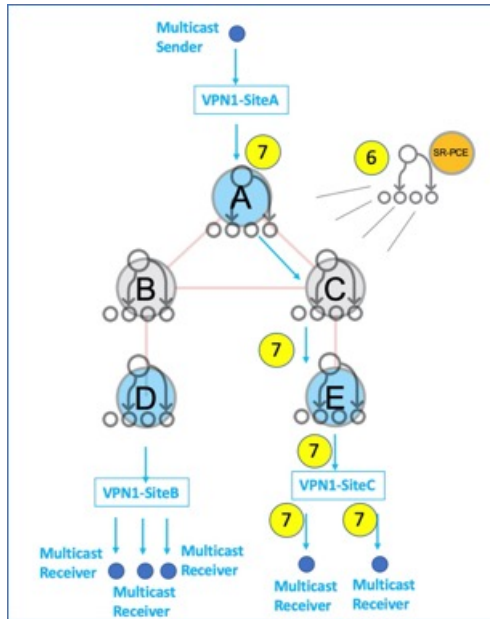 Multicast
Sender
VPN1-SiteA
7
6
SR-PCE
A
B
C
7
D
E
7
VPN1-SiteB
VPN1-SiteC
7
7
Multicast
Receiver
Multicast
Receiver
Multicast
Receiver
Multicast
Receiver
Multicast
Receiver